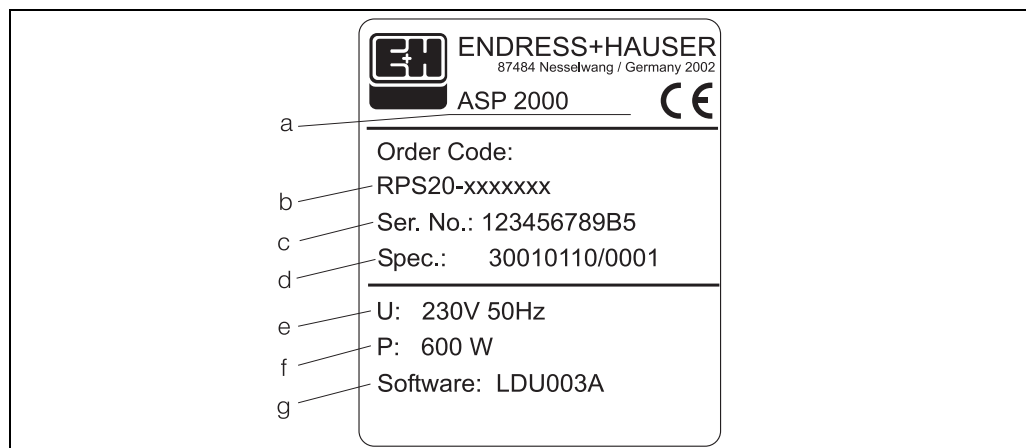 E+H ENDRESS+HAUSER
87484 Nesselwang / Germany 2002
ASP 2000 CE
a
Order Code:
b RPS20-xxxxxxx
c Ser. No.: 123456789B5
d Spec.: 30010110/0001
e U: 230V 50Hz
f P: 600 W
g Software: LDU003A